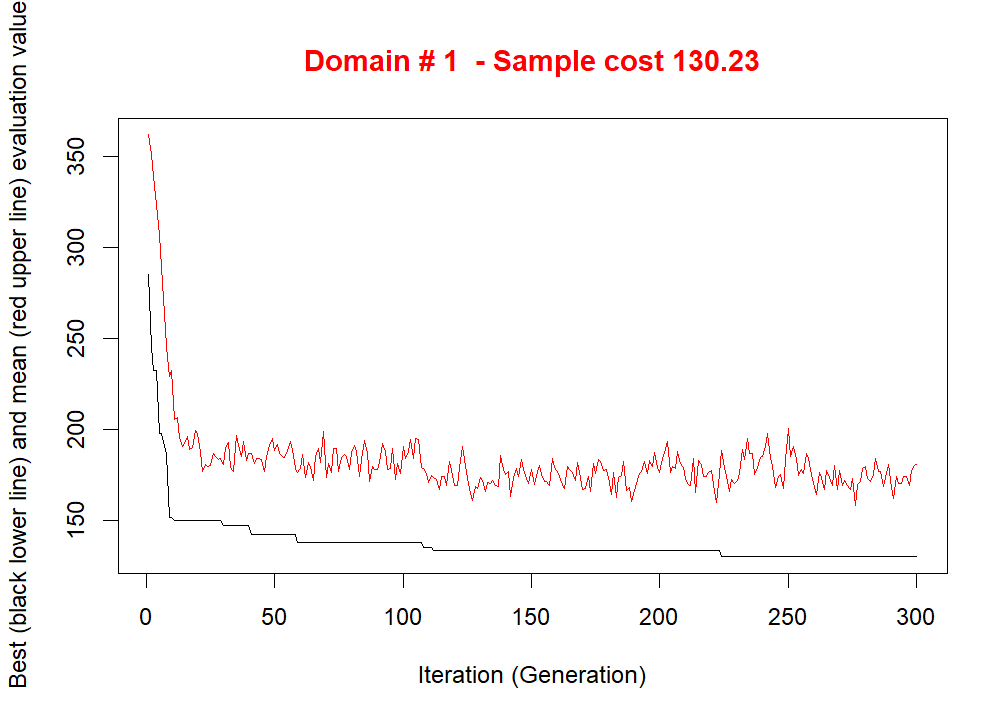 Domain # 1  - Sample cost 130.23
Best (black lower line) and mean (red upper line) evaluation value
350
300
250
200
150
0 50 100 150 200 250 300
Iteration (Generation)